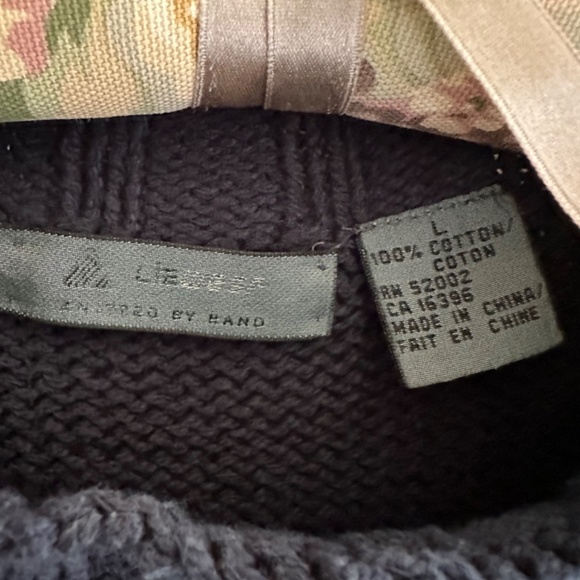 BY HAND
L
100% COTTON/
COTON
RN 52002
CA 16396
MADE IN CHINA/
FAIT EN CHINE